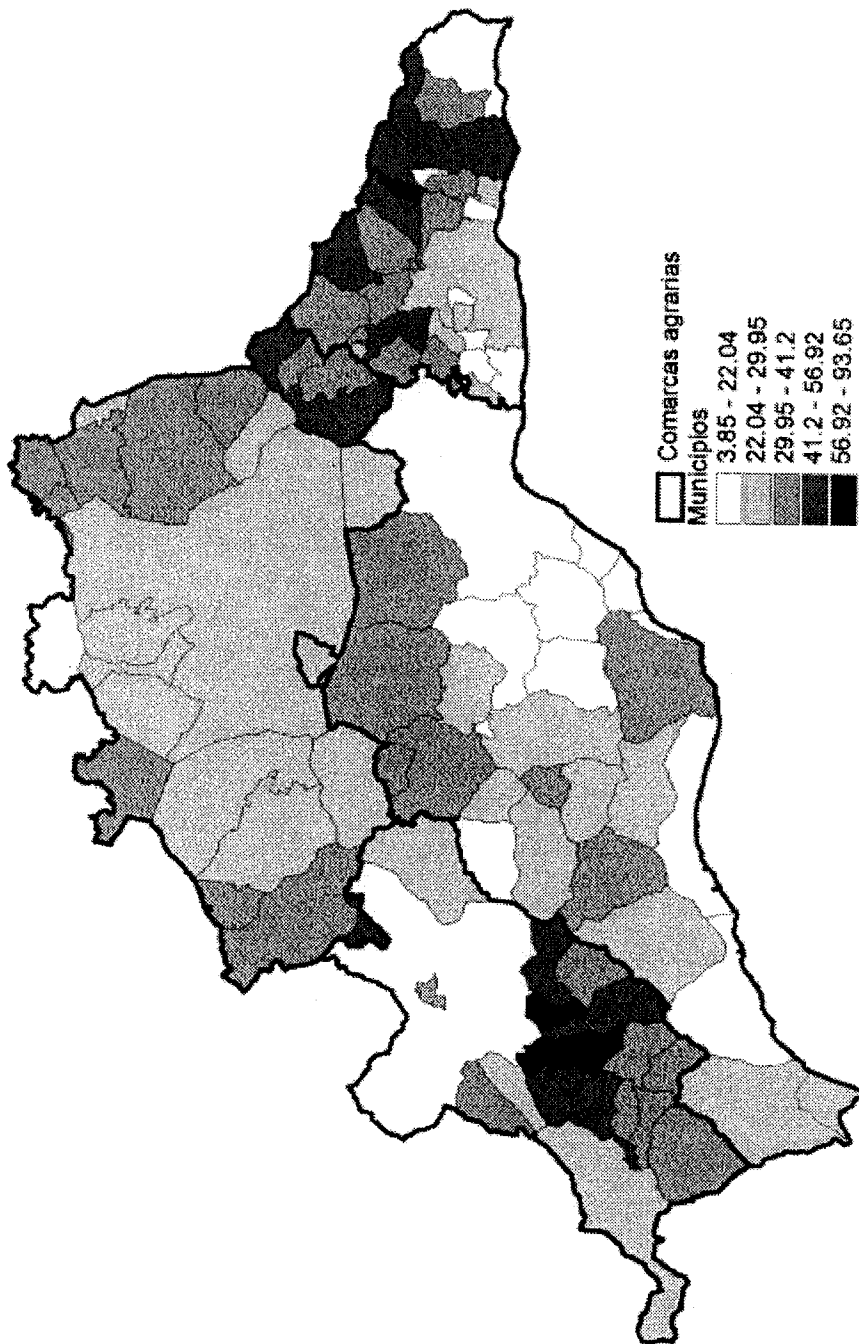 Comarcas agrarias
Municipios
3.85 - 22.04
22.04 - 29.95
29.95 - 41.2
41.2 - 56.92
56.92 - 93.65